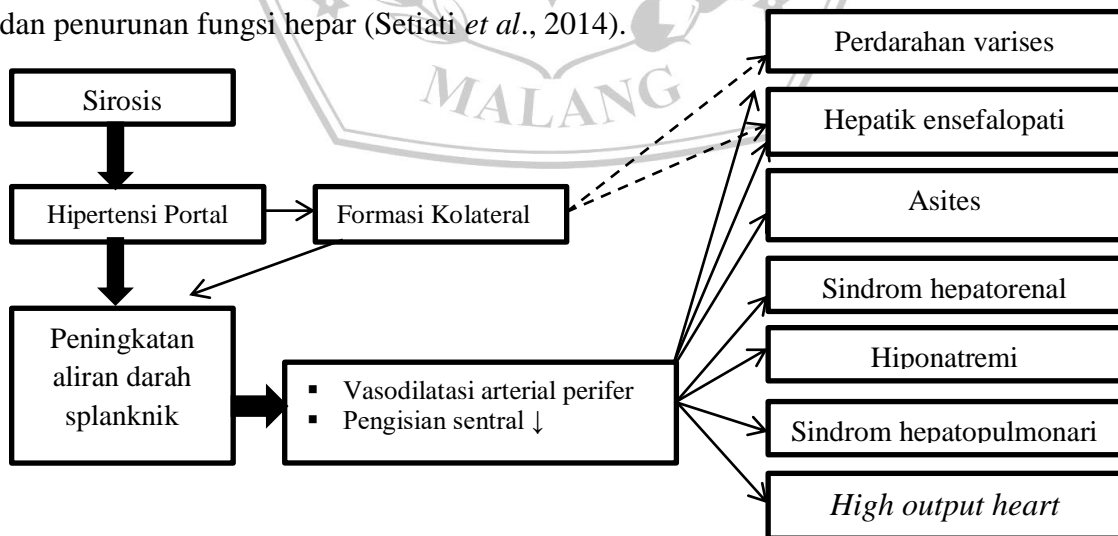 dan penurunan fungsi hepar (Setiati et al., 2014).
MALANG
Sirosis
Hipertensi Portal
Formasi Kolateral
Peningkatan
aliran darah
splanknik
▪ Vasodilatasi arterial perifer
▪ Pengisian sentral ↓
Perdarahan varises
Hepatik ensefalopati
Asites
Sindrom hepatorenal
Hiponatremi
Sindrom hepatopulmonari
High output heart